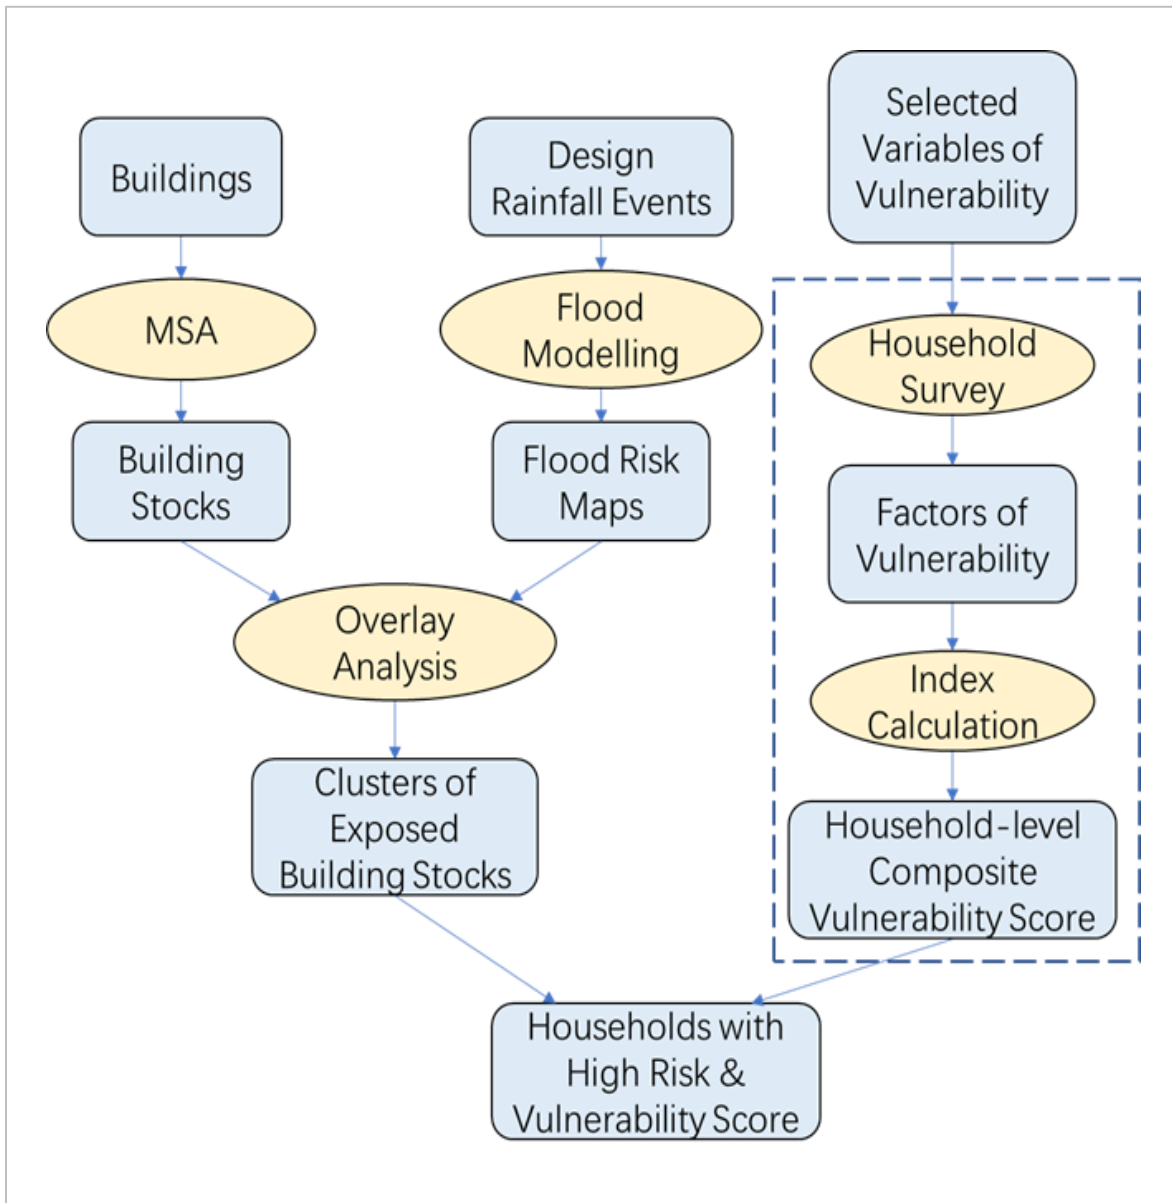 Buildings
Design
Rainfall Events
Selected
Variables of
Vulnerability
MSA
Flood
Modelling
Household
Survey
Building
Stocks
Flood Risk
Maps
Factors of
Vulnerability
Overlay
Analysis
Index
Calculation
Clusters of
Exposed
Building Stocks
Household-level
Composite
Vulnerability Score
Households with
High Risk &
Vulnerability Score